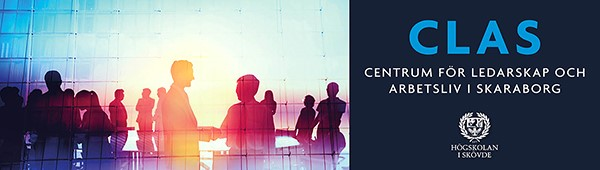 CLAS
CENTRUM FÖR LEDARSKAP OCH
ARBETSLIV I SKARABORG
HÖGSKOLAN
I SKÖVDE